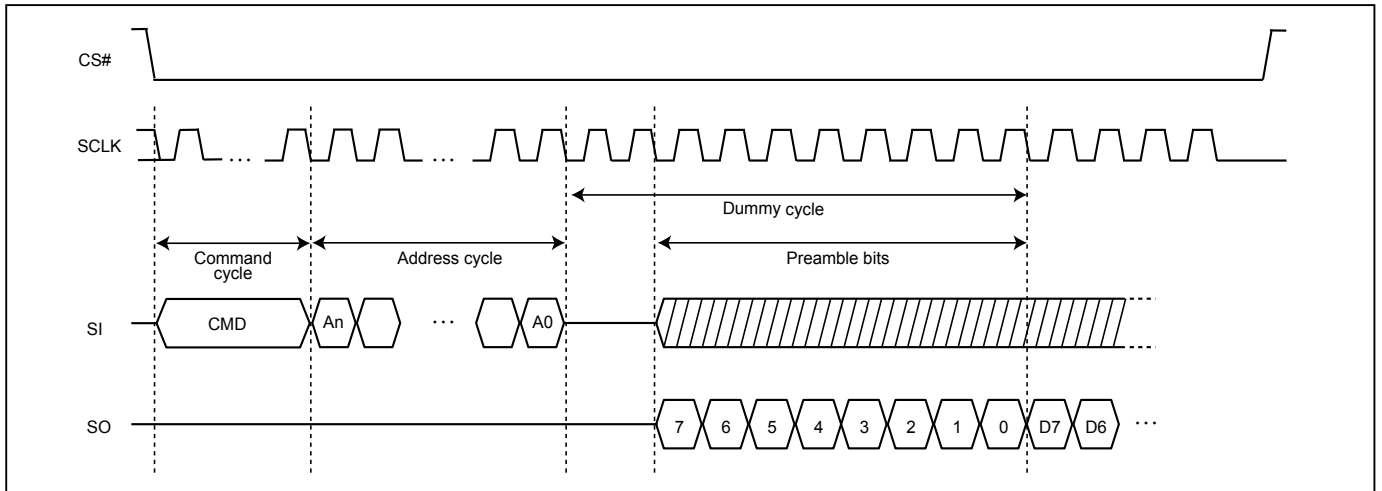 CS#
SCLK
...
...
Dummy cycle
Command
cycle
Address cycle
Preamble bits
SI
CMD
An
...
A0
SO
7 6 5 4 3 2 1 0 D7 D6 ...